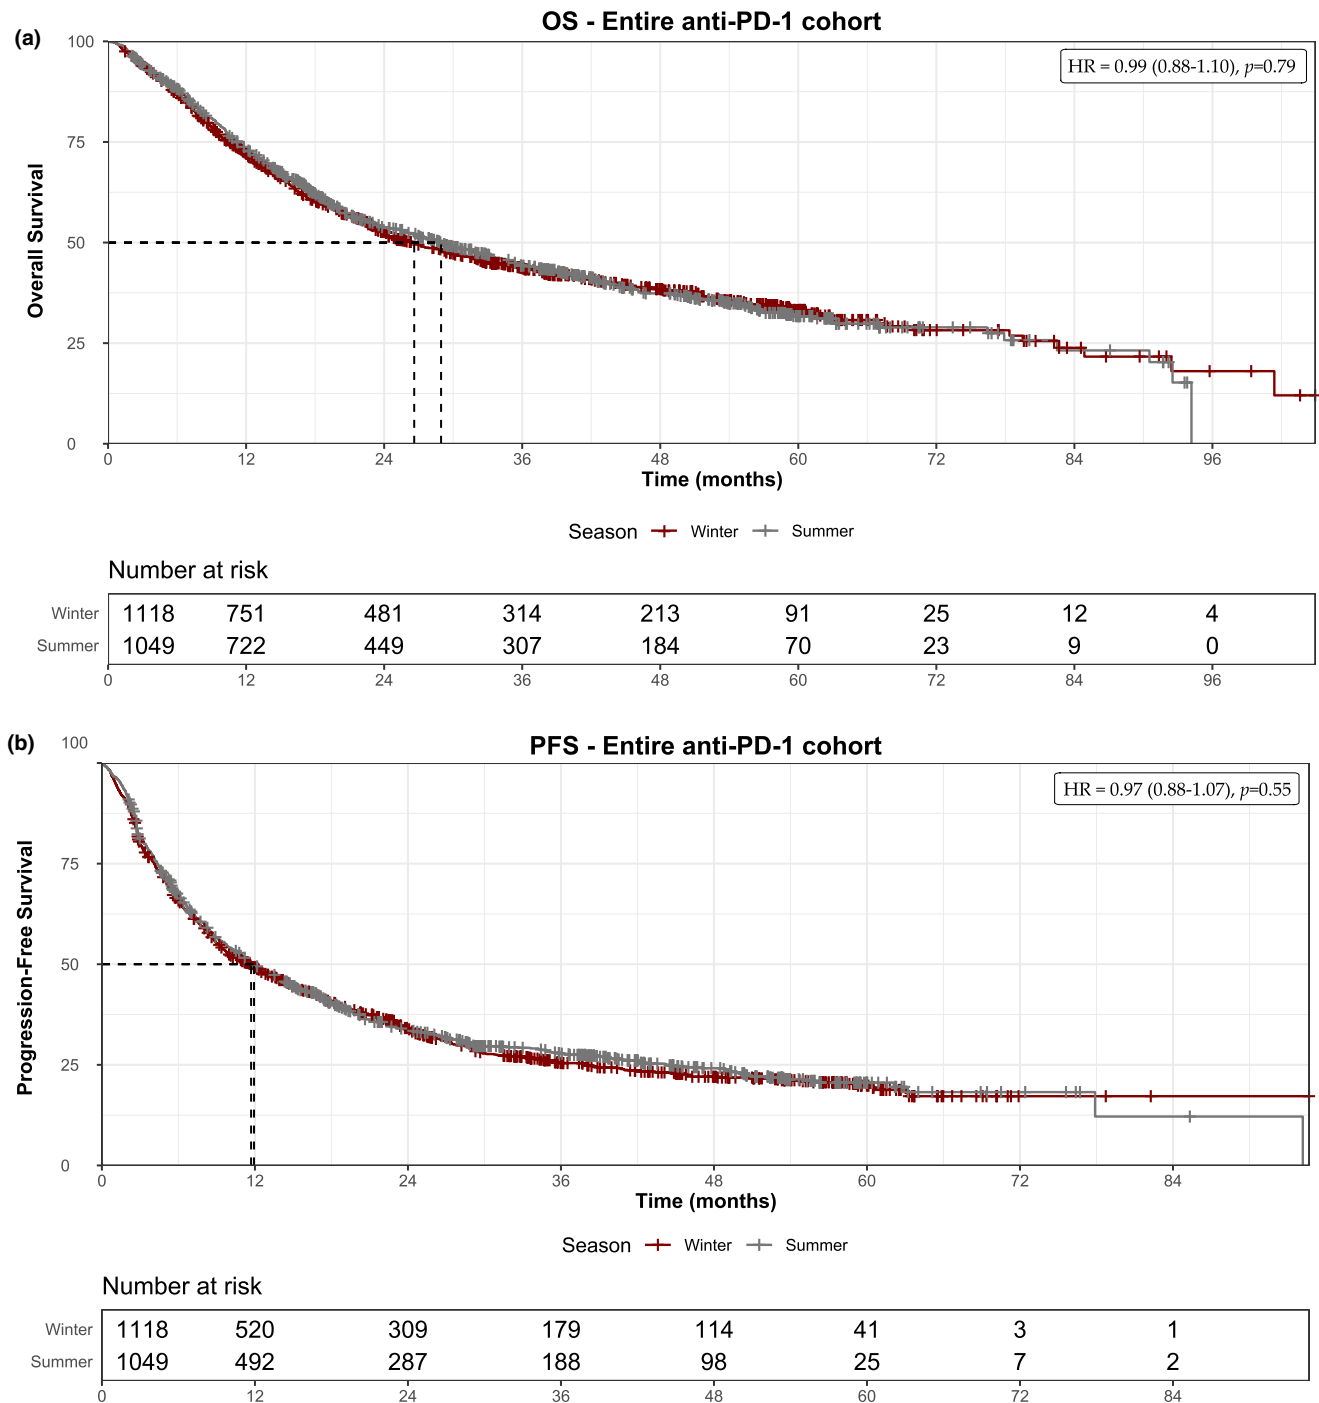 (a)
OS - Entire anti-PD-1 cohort
HR = 0.99 (0.88-1.10), p=0.79
Overall Survival
100
75
50
25
0
0 12 24 36 48 60 72 84 96
Time (months)
Season Winter Summer
Number at risk
Winter 1118 751 481 314 213 91 25 12 4
Summer 1049 722 449 307 184 70 23 9 0
0 12 24 36 48 60 72 84 96
(b)
PFS - Entire anti-PD-1 cohort
HR = 0.97 (0.88-1.07), p=0.55
Progression-Free Survival
100
75
50
25
0
0 12 24 36 48 60 72 84
Time (months)
Season Winter Summer
Number at risk
Winter 1118 520 309 179 114 41 3 1
Summer 1049 492 287 188 98 25 7 2
0 12 24 36 48 60 72 84